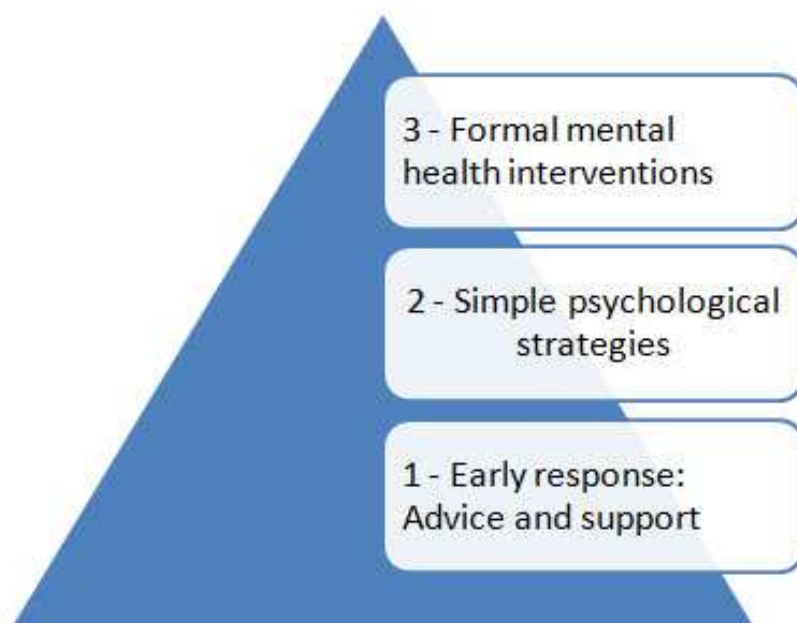 3 - Formal mental
health interventions
2 - Simple psychological
strategies
1 - Early response:
Advice and support